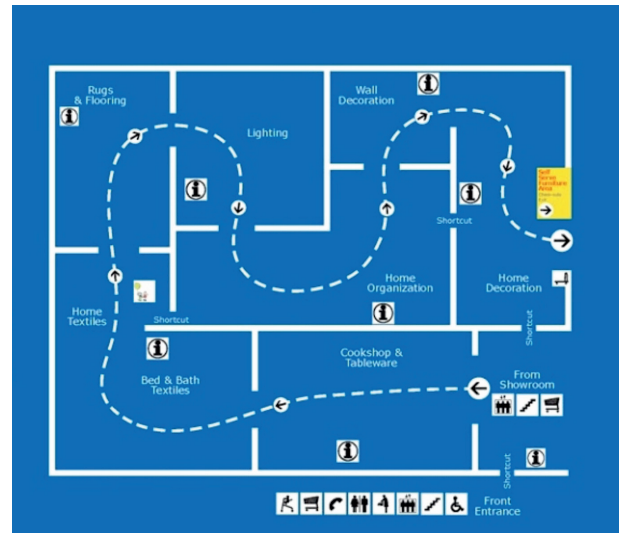 Rugs
& Flooring
Lighting
Wall
Decoration
Self
Serve
Furniture
Area
Shortcut
Home
Organization
Home
Decoration
Home
Textiles
Shortcut
Shortcut
Cookshop &
Tableware
Bed & Bath
Textiles
From
Showroom
Shortcut
Front
Entrance